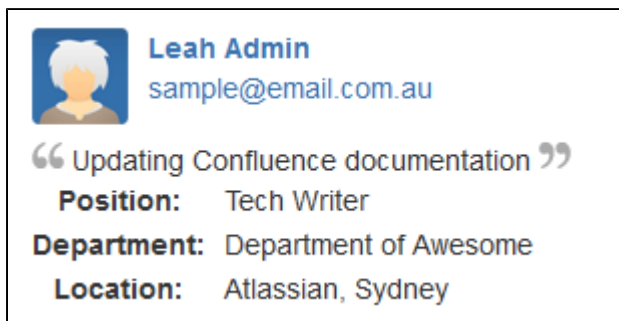 Leah Admin
sample@email.com.au
“ Updating Confluence documentation ”
Position: Tech Writer
Department: Department of Awesome
Location: Atlassian, Sydney